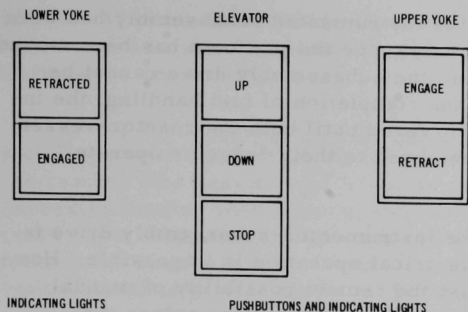 LOWER YOKE
RETRACTED
ENGAGED
ELEVATOR
UP
DOWN
STOP
UPPER YOKE
ENGAGE
RETRACT
INDICATING LIGHTS
PUSHBUTTONS AND INDICATING LIGHTS